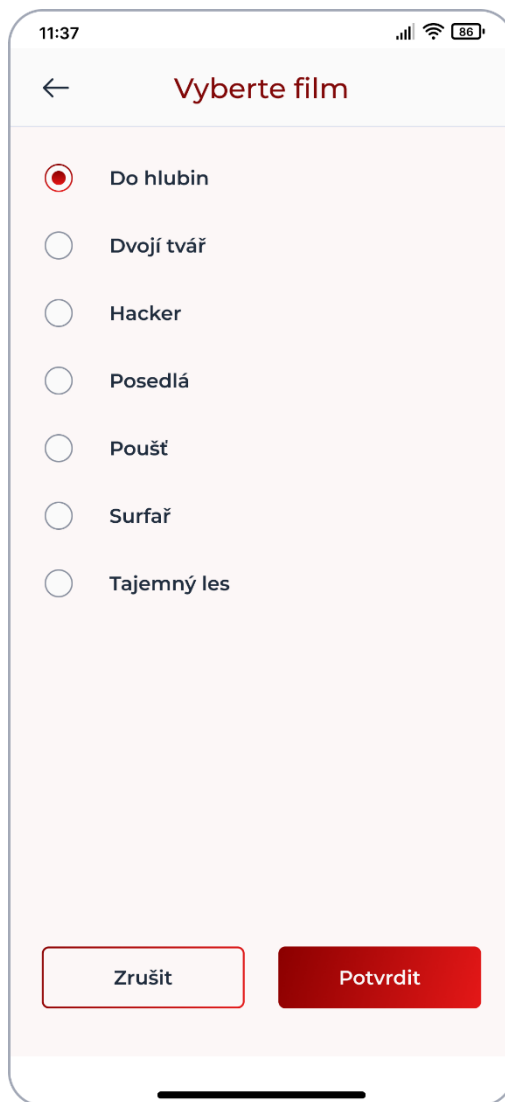 11:37
86
Vyberte film
Do hlubin
Dvojí tvář
Hacker
Posedlá
Poušť
Surfař
Tajemný les
Zrušit
Potvrdit